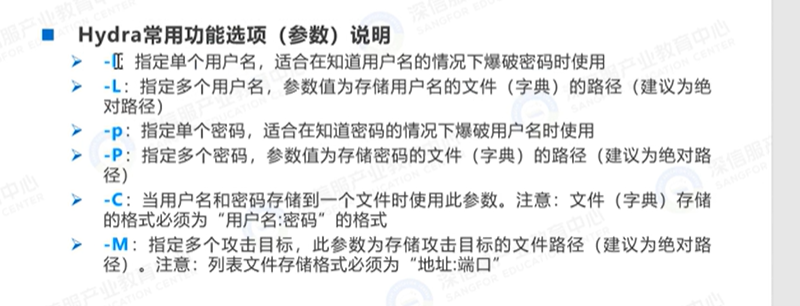 Hydra常用功能选项（参数）说明
-l：指定单个用户名，适合在知道用户名的情况下爆破密码时使用
-L：指定多个用户名，参数值为存储用户名的文件（字典）的路径（建议为绝
对路径）
-p：指定单个密码，适合在知道密码的情况下爆破用户名时使用
-P：指定多个密码，参数值为存储密码的文件（字典）的路径（建议为绝对路
径）
-C：当用户名和密码存储到一个文件时使用此参数。注意：文件（字典）存储
的格式必须为“用户名:密码”的格式
-M：指定多个攻击目标，此参数为存储攻击目标的文件路径（建议为绝对路
径）。注意：列表文件存储格式必须为“地址:端口”
深信服产业教育中心
SANGFOR EDUCATION CENTER